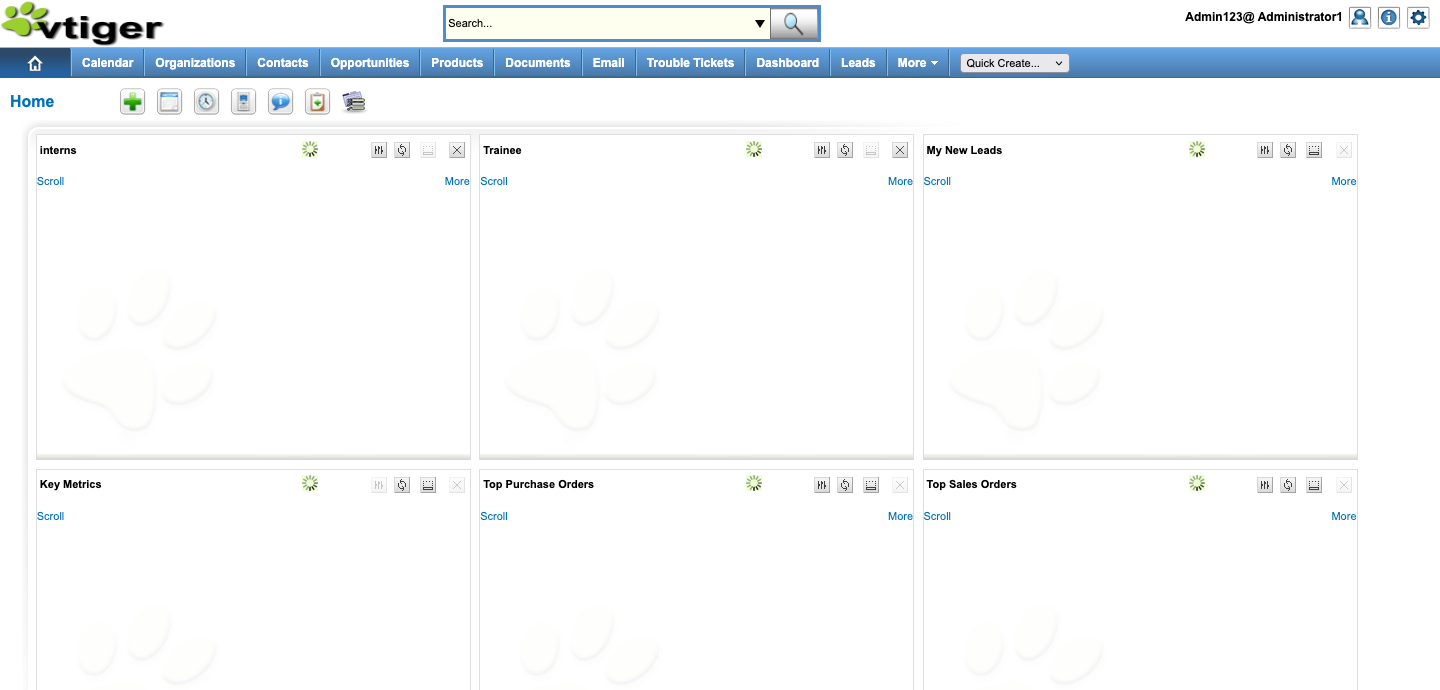 vtiger
Search...
Admin123@ Administrator1
Calendar Organizations Contacts Opportunities Products Documents Email Trouble Tickets Dashboard Leads More Quick Create...
Home
interns Trainee My New Leads
Scroll More Scroll More Scroll More
Key Metrics Top Purchase Orders Top Sales Orders
Scroll Scroll More Scroll More